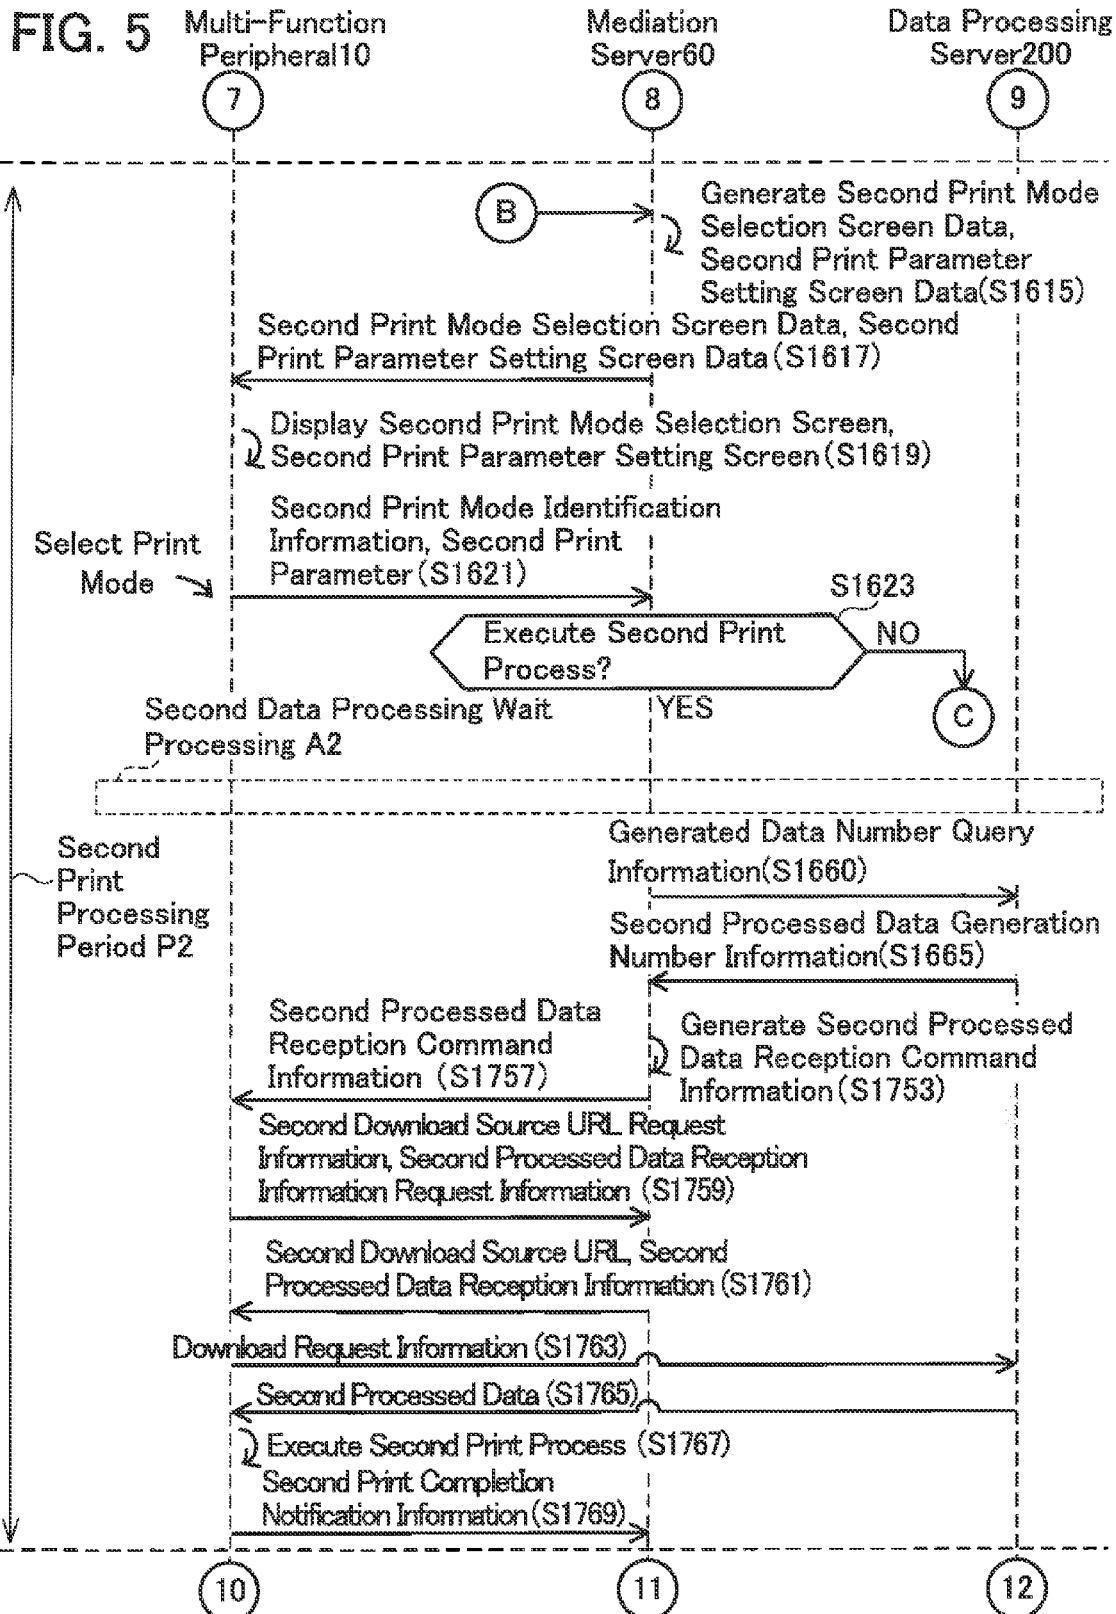 FIG. 5
Multi-Function
Peripheral10
Mediation
Server60
Data Processing
Server200
7
8
9
B
Generate Second Print Mode
Selection Screen Data,
Second Print Parameter
Setting Screen Data(S1615)
Second Print Mode Selection Screen Data, Second
Print Parameter Setting Screen Data(S1617)
Display Second Print Mode Selection Screen,
Second Print Parameter Setting Screen(S1619)
Second Print Mode Identification
Information, Second Print
Parameter(S1621)
Select Print
Mode
S1623
Execute Second Print
Process?
NO
YES
C
Second Data Processing Wait
Processing A2
Generated Data Number Query
Information(S1660)
Second
Print
Processing
Period P2
Second Processed Data Generation
Number Information(S1665)
Second Processed Data
Reception Command
Information (S1757)
Generate Second Processed
Data Reception Command
Information(S1753)
Second Download Source URL Request
Information, Second Processed Data Reception
Information Request Information (S1759)
Second Download Source URL, Second
Processed Data Reception Information (S1761)
Download Request Information (S1763)
Second Processed Data (S1765)
Execute Second Print Process (S1767)
Second Print Completion
Notification Information(S1769)
10
11
12